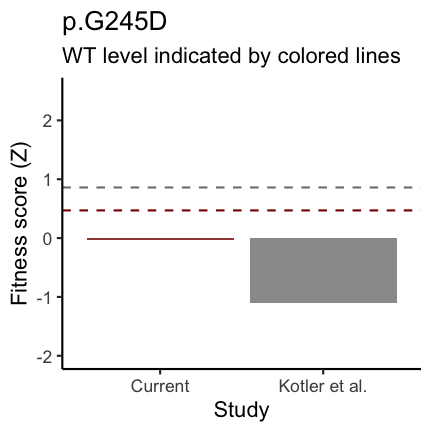 p.G245D
WT level indicated by colored lines
Fitness score (Z)
2
1
0
-1
-2
Current
Kotler et al.
Study